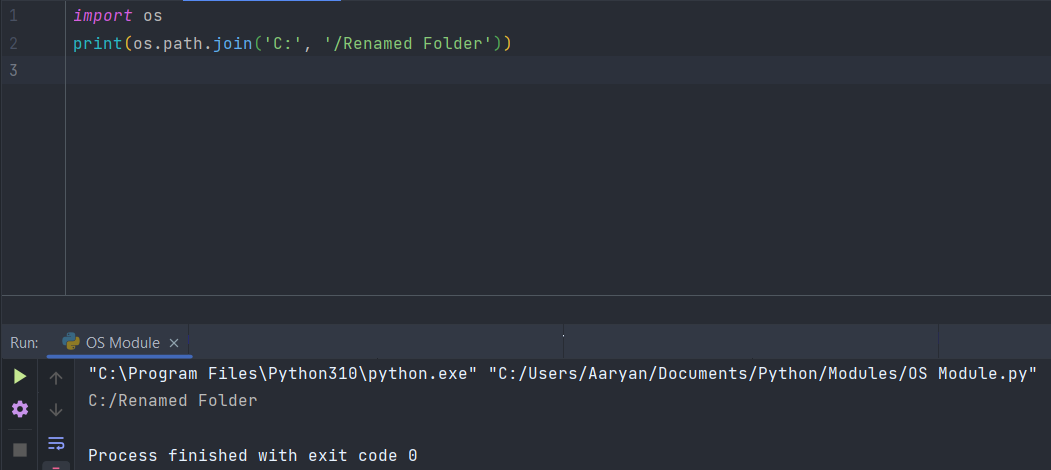 1 import os
2 print(os.path.join('C:', '/Renamed Folder'))
3
Run: OS Module ×
"C:\Program Files\Python310\python.exe" "C:/Users/Aaryan/Documents/Python/Modules/OS Module.py"
C:/Renamed Folder
Process finished with exit code 0